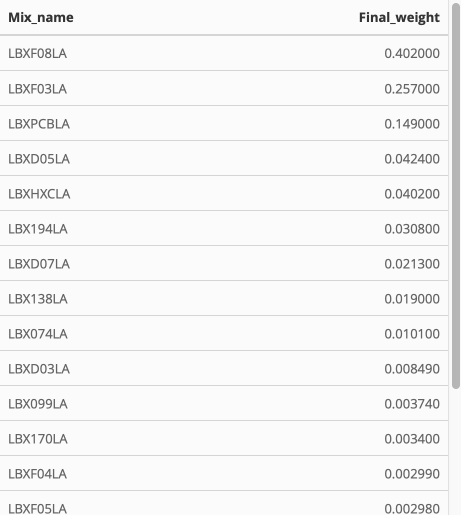 Mix_name Final_weight
LBXF08LA 0.402000
LBXF03LA 0.257000
LBXPCBLA 0.149000
LBXD05LA 0.042400
LBXHXCLA 0.040200
LBX194LA 0.030800
LBXD07LA 0.021300
LBX138LA 0.019000
LBX074LA 0.010100
LBXD03LA 0.008490
LBX099LA 0.003740
LBX170LA 0.003400
LBXF04LA 0.002990
LBXF05LA 0.002980